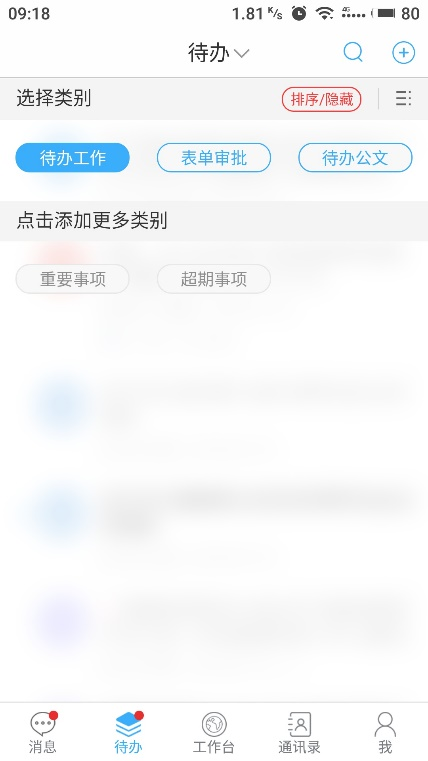 09:18 1.81 K/s 4G 80
待办
选择类别 排序/隐藏
待办工作 表单审批 待办公文
点击添加更多类别
重要事项 超期事项
消息 待办 工作台 通讯录 我